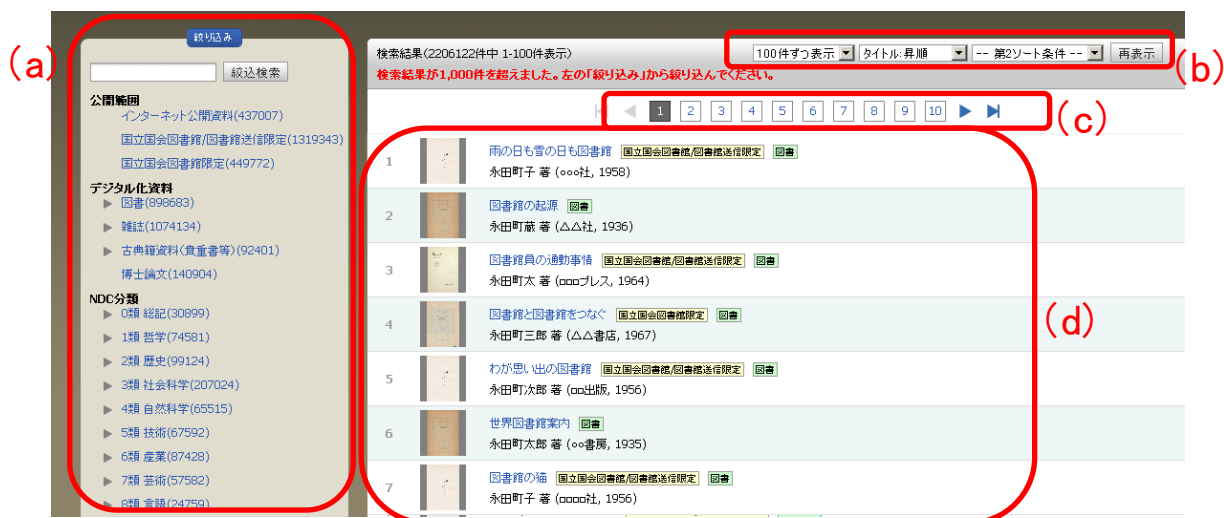 (a)
絞り込み
絞込検索
公開範囲
インターネット公開資料(437007)
国立国会図書館/図書館送信限定(1319343)
国立国会図書館限定(449772)
デジタル化資料
▶ 図書(898683)
▶ 雑誌(1074134)
▶ 古典籍資料(貴重書等)(92401)
博士論文(140904)
NDC分類
▶ 0類 総記(30899)
▶ 1類 哲学(74581)
▶ 2類 歴史(99124)
▶ 3類 社会科学(207024)
▶ 4類 自然科学(65515)
▶ 5類 技術(67592)
▶ 6類 産業(87428)
▶ 7類 芸術(57582)
▶ 8類 言語(24759)
検索結果(2206122件中 1-100件表示)
100件ずつ表示 タイトル:昇順 -- 第2ソート条件 -- 再表示
(b)
検索結果が1,000件を超えました。左の「絞り込み」から絞り込んでください。
1 2 3 4 5 6 7 8 9 10
(c)
1 雨の日も雪の日も図書館 国立国会図書館/図書館送信限定 図書
永田町子 著 (○○○社, 1958)
2 図書館の起源 図書
永田町蔵 著 (△△社, 1936)
3 図書館員の通勤事情 国立国会図書館/図書館送信限定 図書
永田町太 著 (□□□プレス, 1964)
4 図書館と図書館をつなぐ 国立国会図書館限定 図書
永田町三郎 著 (△△書店, 1967)
(d)
5 わが思い出の図書館 国立国会図書館/図書館送信限定 図書
永田町次郎 著 (□□出版, 1956)
6 世界図書館案内 図書
永田町太郎 著 (○○書房, 1935)
7 図書館の猫 国立国会図書館/図書館送信限定 図書
永田町子 著 (□□□□社, 1956)